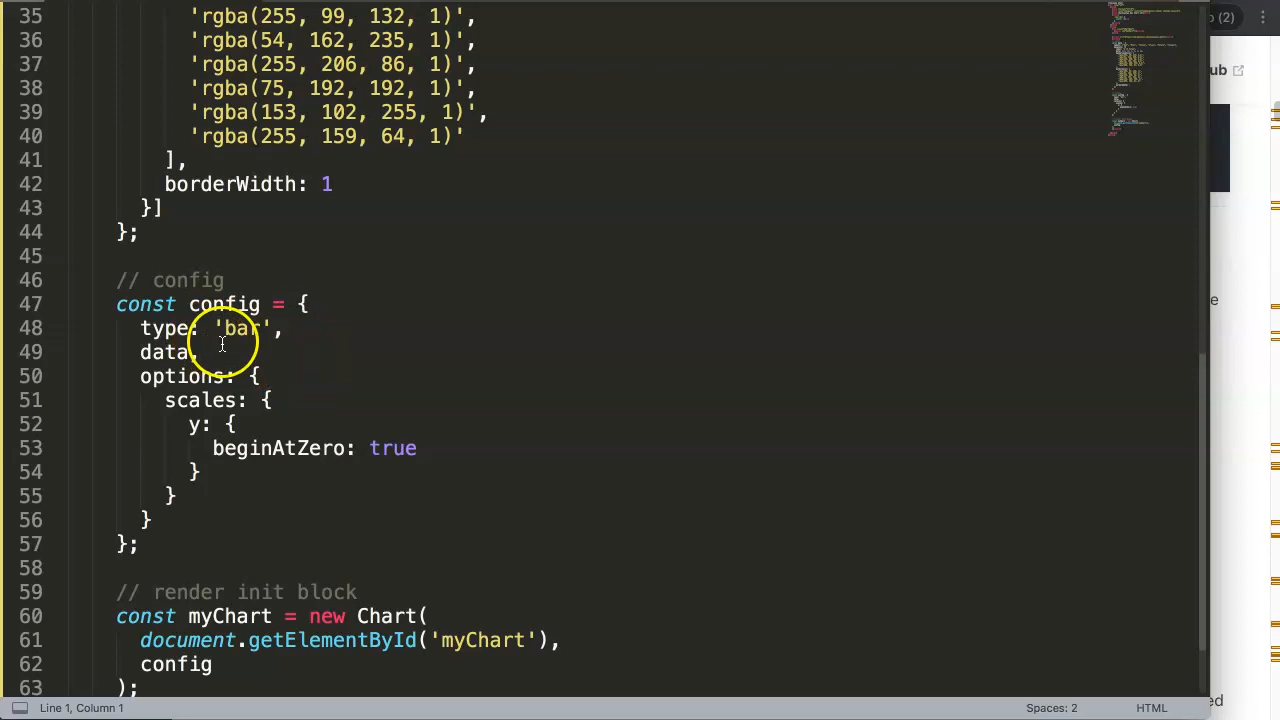 35 'rgba(255, 99, 132, 1)',
36 'rgba(54, 162, 235, 1)',
37 'rgba(255, 206, 86, 1)',
38 'rgba(75, 192, 192, 1)',
39 'rgba(153, 102, 255, 1)',
40 'rgba(255, 159, 64, 1)'
41 ],
42 borderWidth: 1
43 }]
44 };
45
46 // config
47 const config = {
48 type: 'bar',
49 data,
50 options: {
51 scales: {
52 y: {
53 beginAtZero: true
54 }
55 }
56 }
57 };
58
59 // render init block
60 const myChart = new Chart(
61 document.getElementById('myChart'),
62 config
63 );
Line 1, Column 1
Spaces: 2
HTML
(2)
ub
e
ed